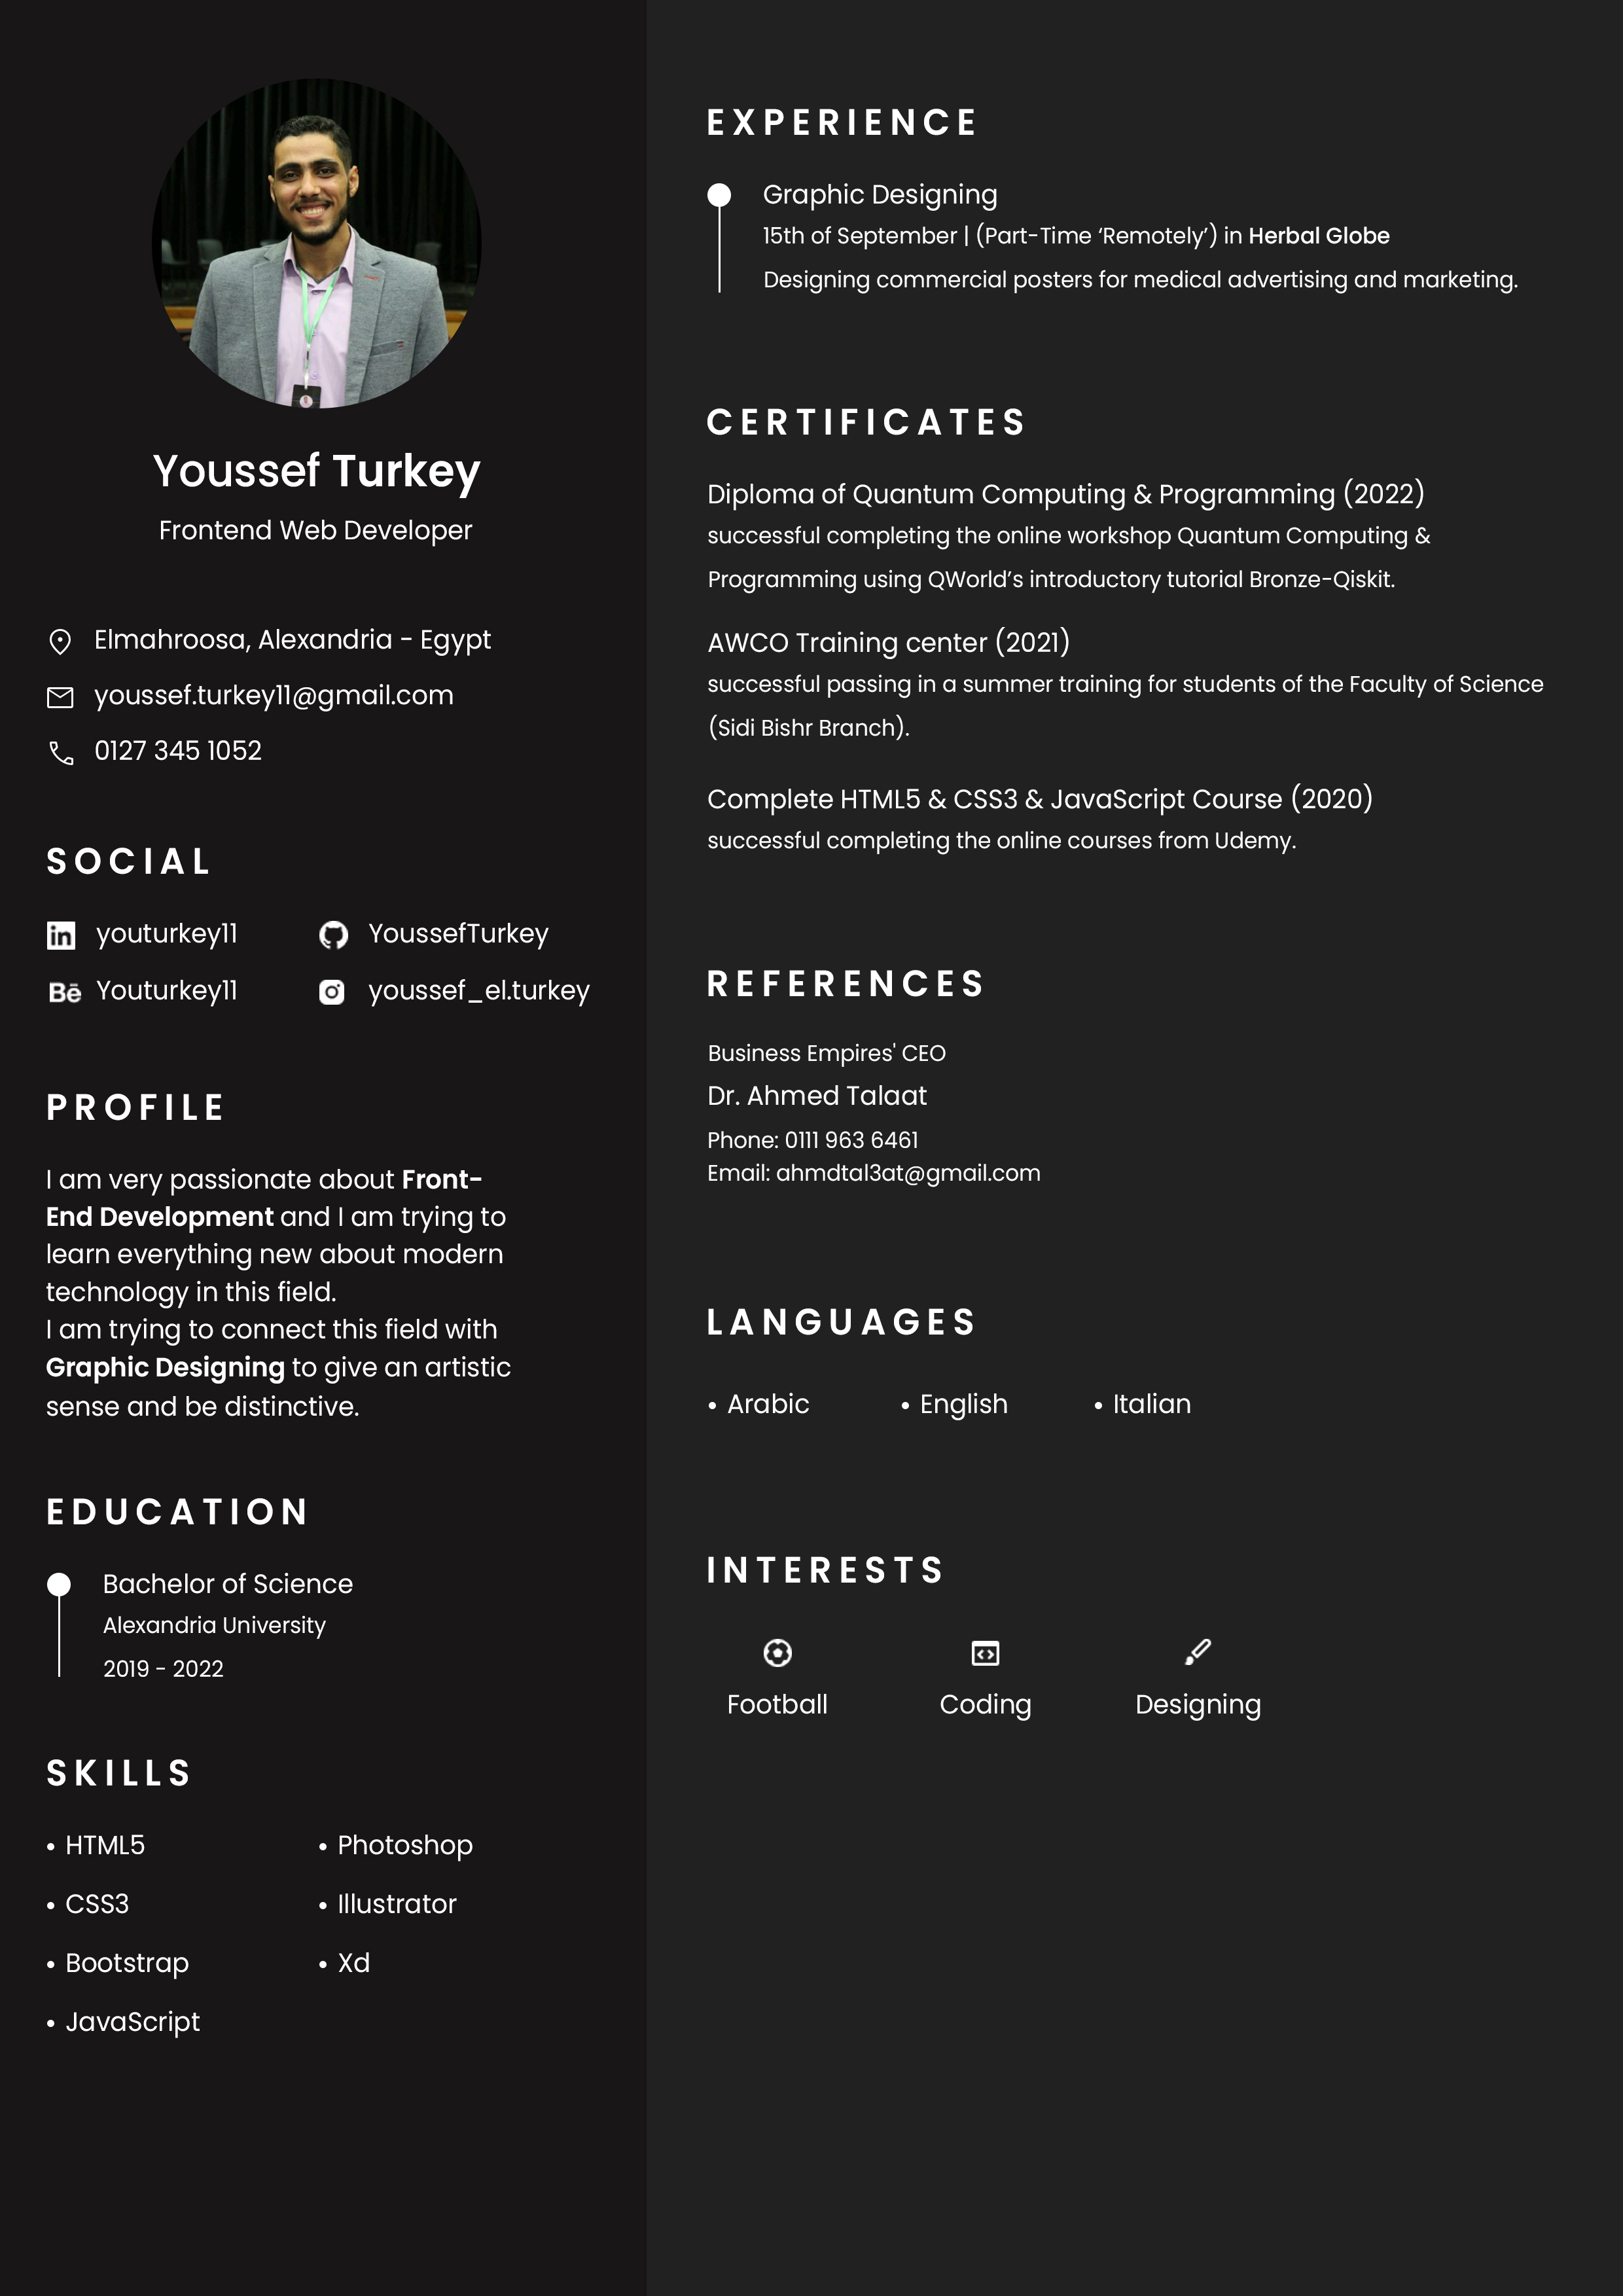 Youssef Turkey
Frontend Web Developer
Elmahroosa, Alexandria - Egypt
youssef.turkey11@gmail.com
0127 345 1052
SOCIAL
in youturkey11
YoussefTurkey
Bē Youturkey11
youssef_el.turkey
PROFILE
I am very passionate about Front-
End Development and I am trying to
learn everything new about modern
technology in this field.
I am trying to connect this field with
Graphic Designing to give an artistic
sense and be distinctive.
EDUCATION
Bachelor of Science
Alexandria University
2019 - 2022
SKILLS
• HTML5
• CSS3
• Bootstrap
• JavaScript
• Photoshop
• Illustrator
• Xd
EXPERIENCE
Graphic Designing
15th of September | (Part-Time ‘Remotely’) in Herbal Globe
Designing commercial posters for medical advertising and marketing.
CERTIFICATES
Diploma of Quantum Computing & Programming (2022)
successful completing the online workshop Quantum Computing &
Programming using QWorld’s introductory tutorial Bronze-Qiskit.
AWCO Training center (2021)
successful passing in a summer training for students of the Faculty of Science
(Sidi Bishr Branch).
Complete HTML5 & CSS3 & JavaScript Course (2020)
successful completing the online courses from Udemy.
REFERENCES
Business Empires' CEO
Dr. Ahmed Talaat
Phone: 0111 963 6461
Email: ahmdtal3at@gmail.com
LANGUAGES
• Arabic • English • Italian
INTERESTS
Football Coding Designing